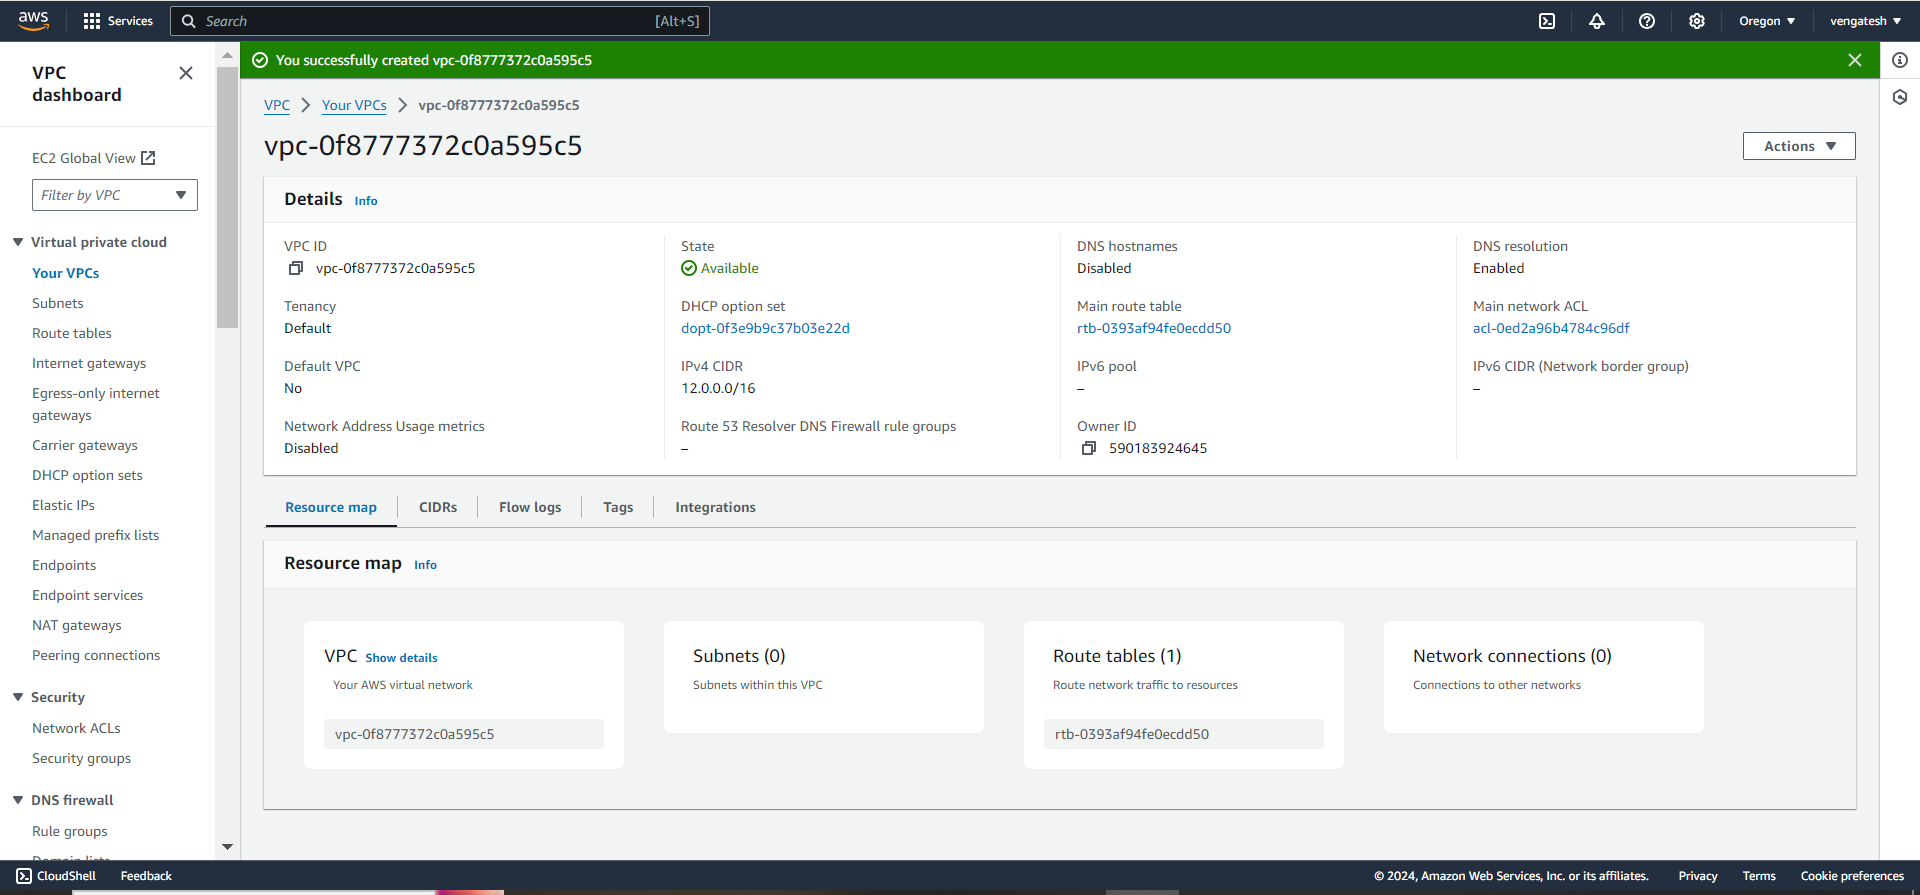 aws Services Search [Alt+S] Oregon vengatesh
You successfully created vpc-0f8777372c0a595c5
VPC dashboard
EC2 Global View
Filter by VPC
Virtual private cloud
Your VPCs
Subnets
Route tables
Internet gateways
Egress-only internet
gateways
Carrier gateways
DHCP option sets
Elastic IPs
Managed prefix lists
Endpoints
Endpoint services
NAT gateways
Peering connections
Security
Network ACLs
Security groups
DNS firewall
Rule groups
Domain lists
VPC Your VPCs vpc-0f8777372c0a595c5
vpc-0f8777372c0a595c5
Actions
Details Info
VPC ID
vpc-0f8777372c0a595c5
State
Available
DNS hostnames
Disabled
DNS resolution
Enabled
Tenancy
Default
DHCP option set
dopt-0f3e9b9c37b03e22d
Main route table
rtb-0393af94fe0ecdd50
Main network ACL
acl-0ed2a96b4784c96df
Default VPC
No
IPv4 CIDR
12.0.0.0/16
IPv6 pool
–
IPv6 CIDR (Network border group)
–
Network Address Usage metrics
Disabled
Route 53 Resolver DNS Firewall rule groups
–
Owner ID
590183924645
Resource map CIDRs Flow logs Tags Integrations
Resource map Info
VPC Show details
Your AWS virtual network
vpc-0f8777372c0a595c5
Subnets (0)
Subnets within this VPC
Route tables (1)
Route network traffic to resources
rtb-0393af94fe0ecdd50
Network connections (0)
Connections to other networks
CloudShell Feedback © 2024, Amazon Web Services, Inc. or its affiliates. Privacy Terms Cookie preferences